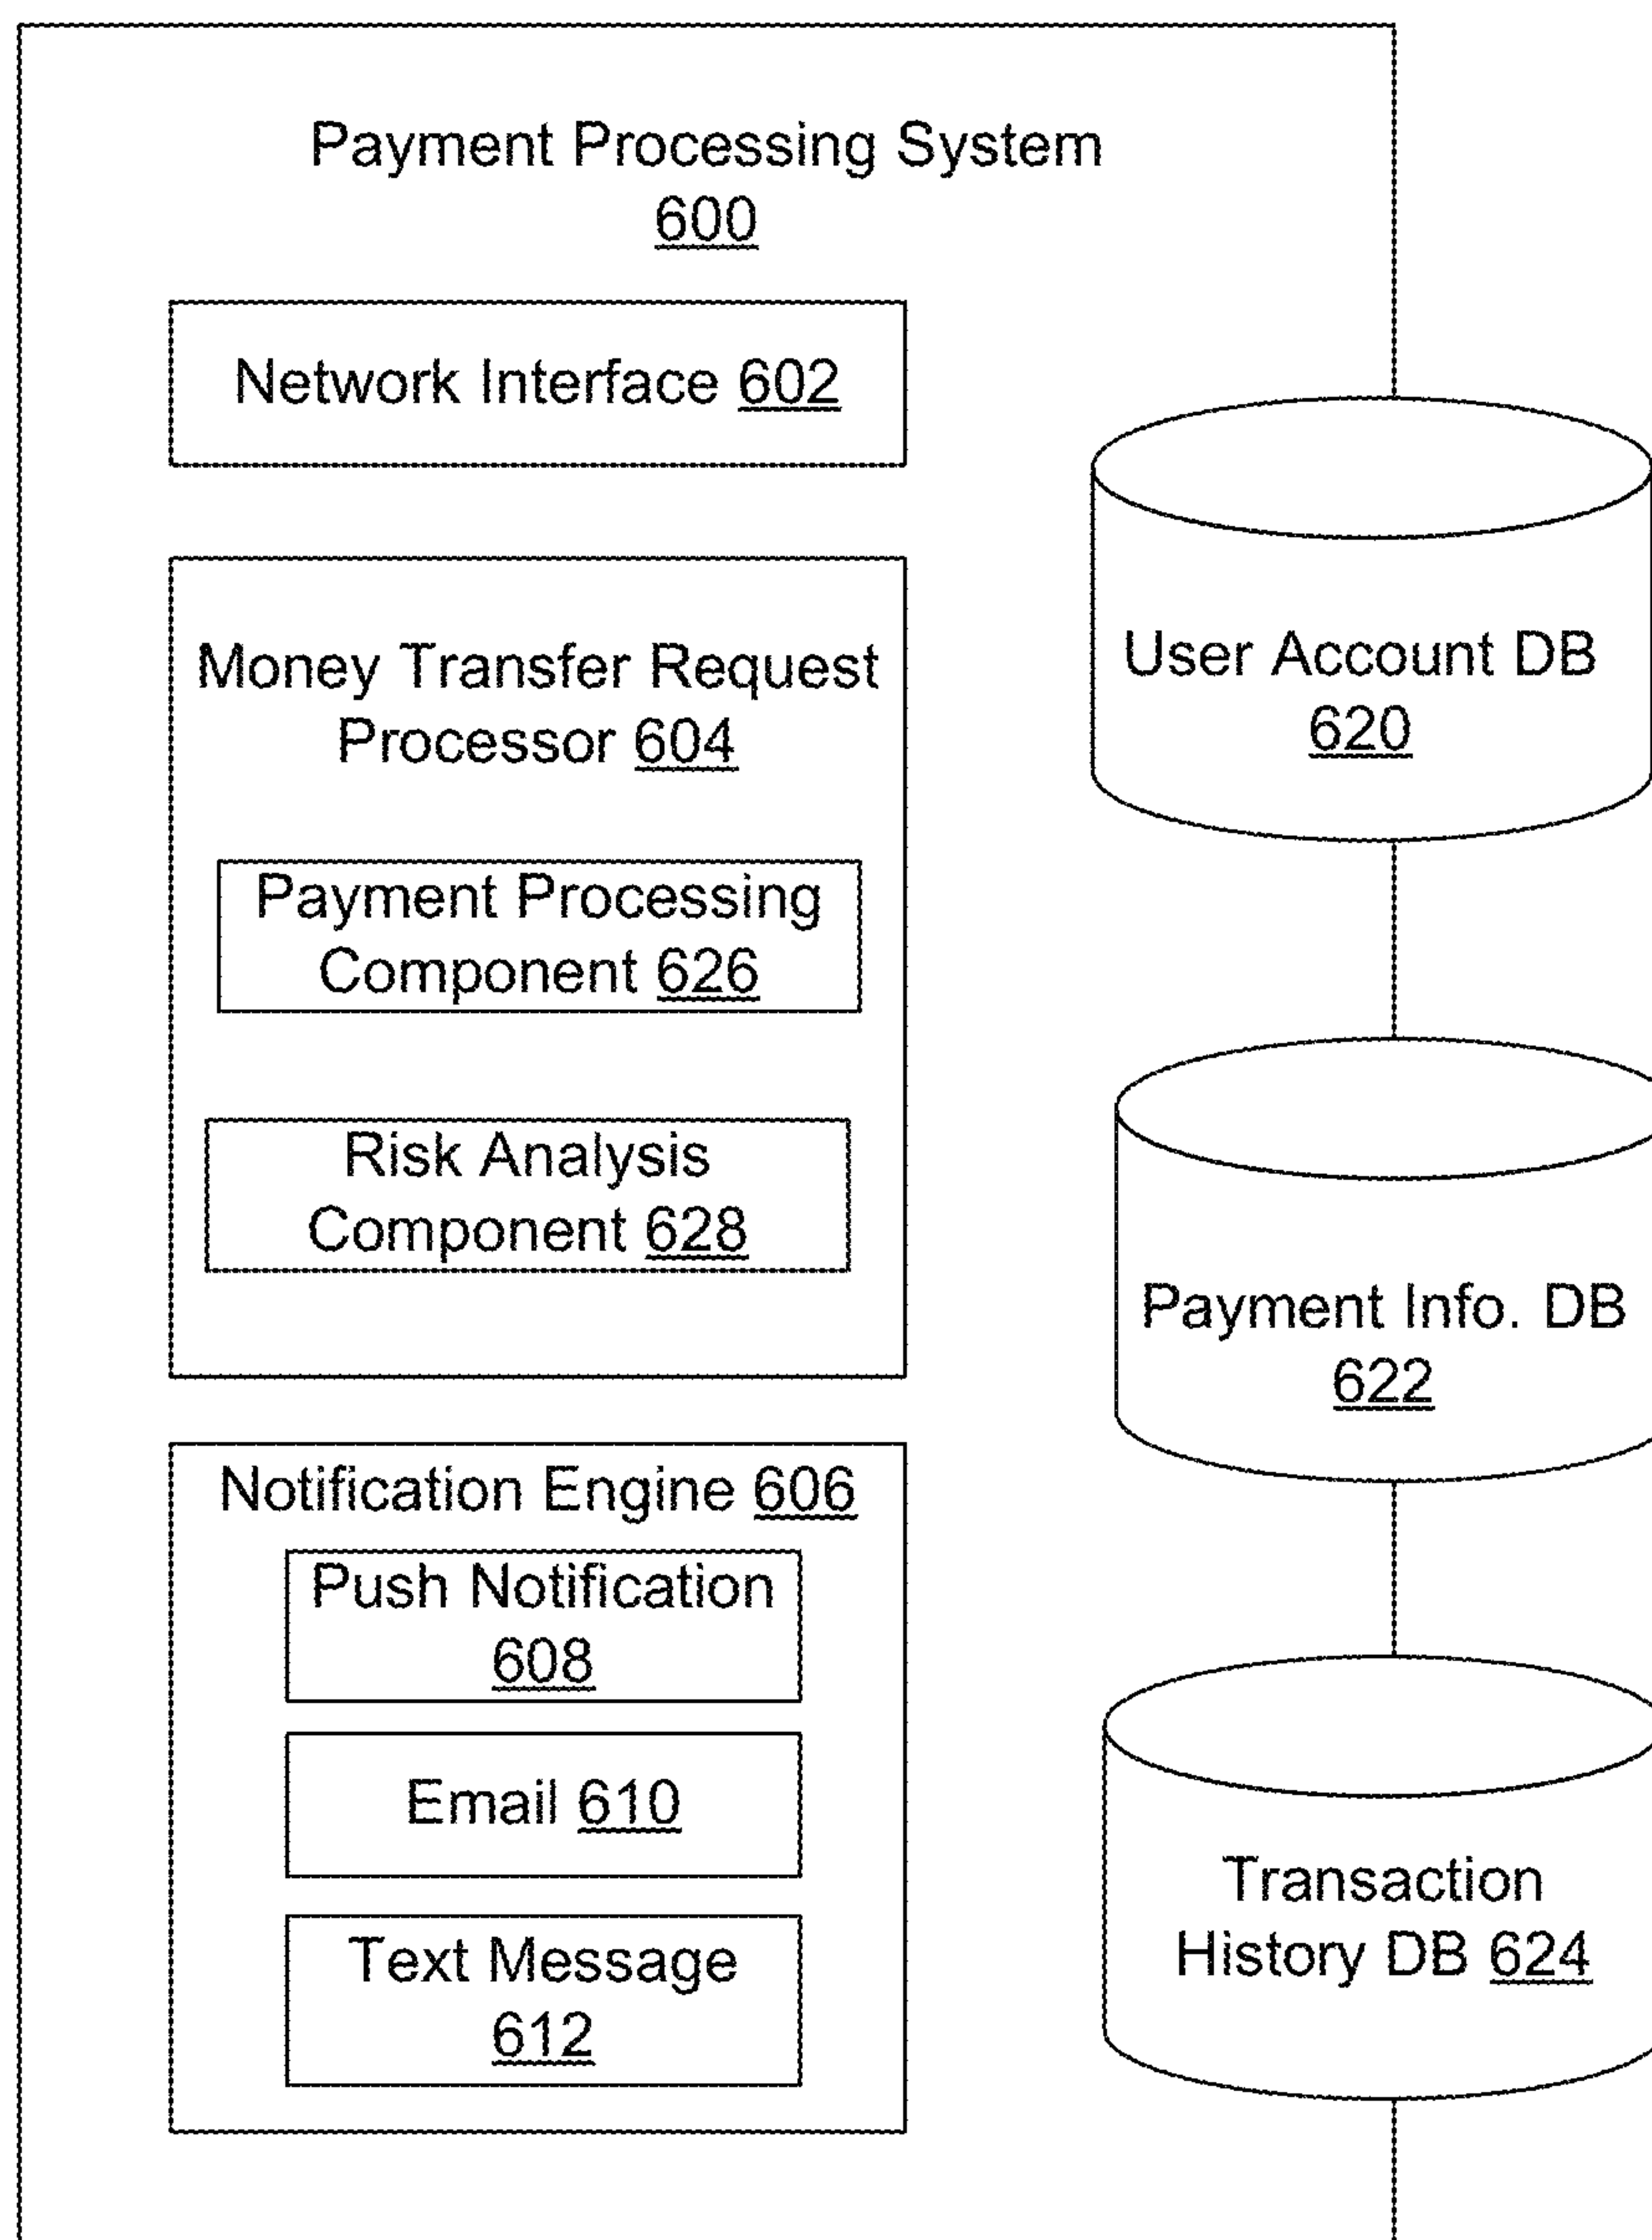 Payment Processing System
600
Network Interface 602
Money Transfer Request
Processor 604
Payment Processing
Component 626
Risk Analysis
Component 628
Notification Engine 606
Push Notification
608
Email 610
Text Message
612
User Account DB
620
Payment Info. DB
622
Transaction
History DB 624